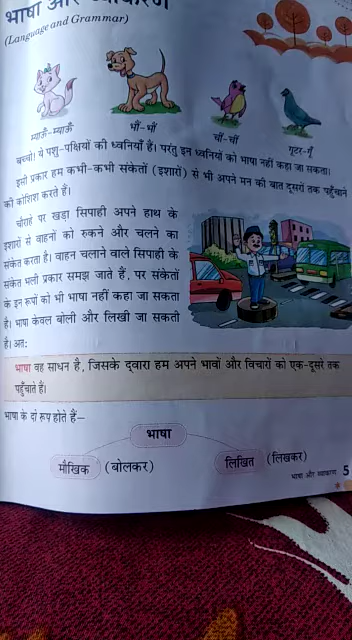 भाषा और व्याकरण
(Language and Grammar)
म्याऊँ–म्याऊँ
भौं–भौं
चीं–चीं
गूटर–गूँ
बच्चो! ये पशु-पक्षियों की ध्वनियाँ हैं। परंतु इन ध्वनियों को भाषा नहीं कहा जा सकता।
इसी प्रकार हम कभी-कभी संकेतों (इशारों) से भी अपने मन की बात दूसरों तक पहुँचाने
की कोशिश करते हैं।
चौराहे पर खड़ा सिपाही अपने हाथ के
इशारों से वाहनों को रुकने और चलने का
संकेत करता है। वाहन चलाने वाले सिपाही के
संकेत भली प्रकार समझ जाते हैं, पर संकेतों
के इन रूपों को भी भाषा नहीं कहा जा सकता
है। भाषा केवल बोली और लिखी जा सकती
है। अतः
भाषा वह साधन है, जिसके द्वारा हम अपने भावों और विचारों को एक-दूसरे तक
पहुँचाते हैं।
भाषा के दो रूप होते हैं–
भाषा
मौखिक (बोलकर)
लिखित (लिखकर)
भाषा और व्याकरण 5